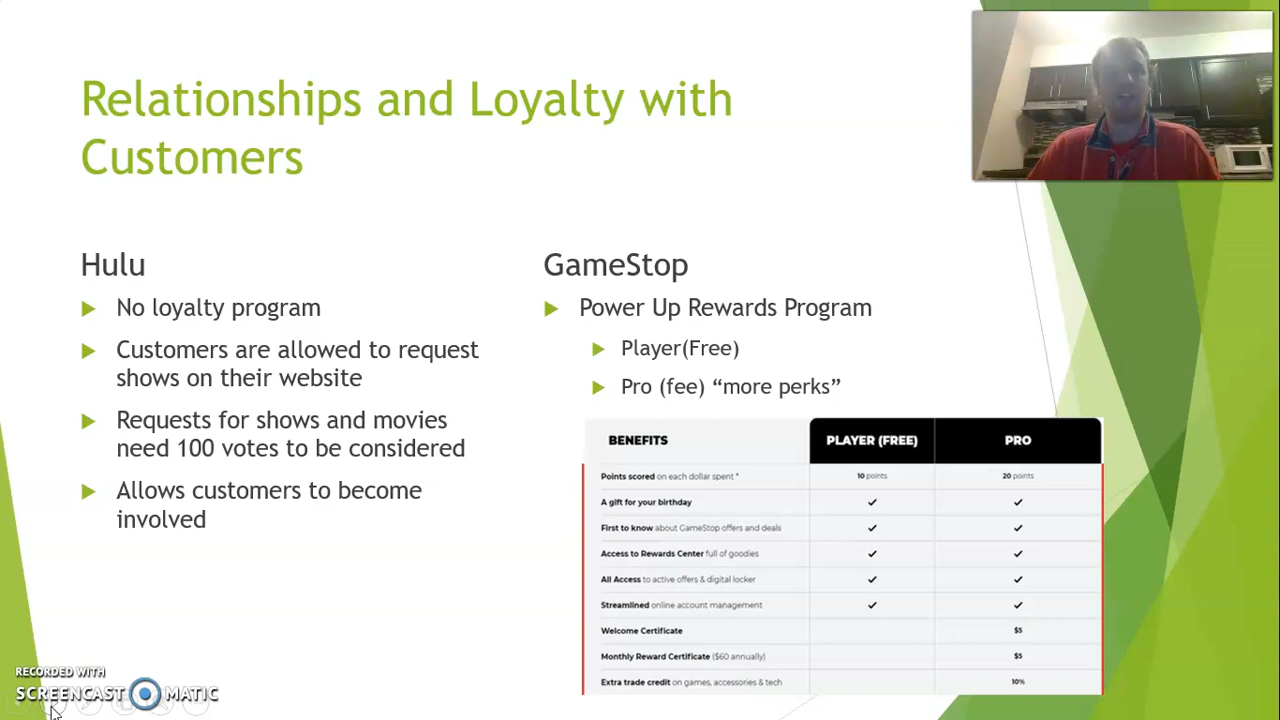 Relationships and Loyalty with
Customers
Hulu
No loyalty program
Customers are allowed to request
shows on their website
Requests for shows and movies
need 100 votes to be considered
Allows customers to become
involved
GameStop
Power Up Rewards Program
Player(Free)
Pro (fee) “more perks”
BENEFITS PLAYER (FREE) PRO
Points scored on each dollar spent * 10 points 20 points
A gift for your birthday ✓ ✓
First to know about GameStop offers and deals ✓ ✓
Access to Rewards Center full of goodies ✓ ✓
All Access to active offers & digital locker ✓ ✓
Streamlined online account management ✓ ✓
Welcome Certificate $5
Monthly Reward Certificate ($60 annually) $5
Extra trade credit on games, accessories & tech 10%
RECORDED WITH
SCREENCAST MATIC